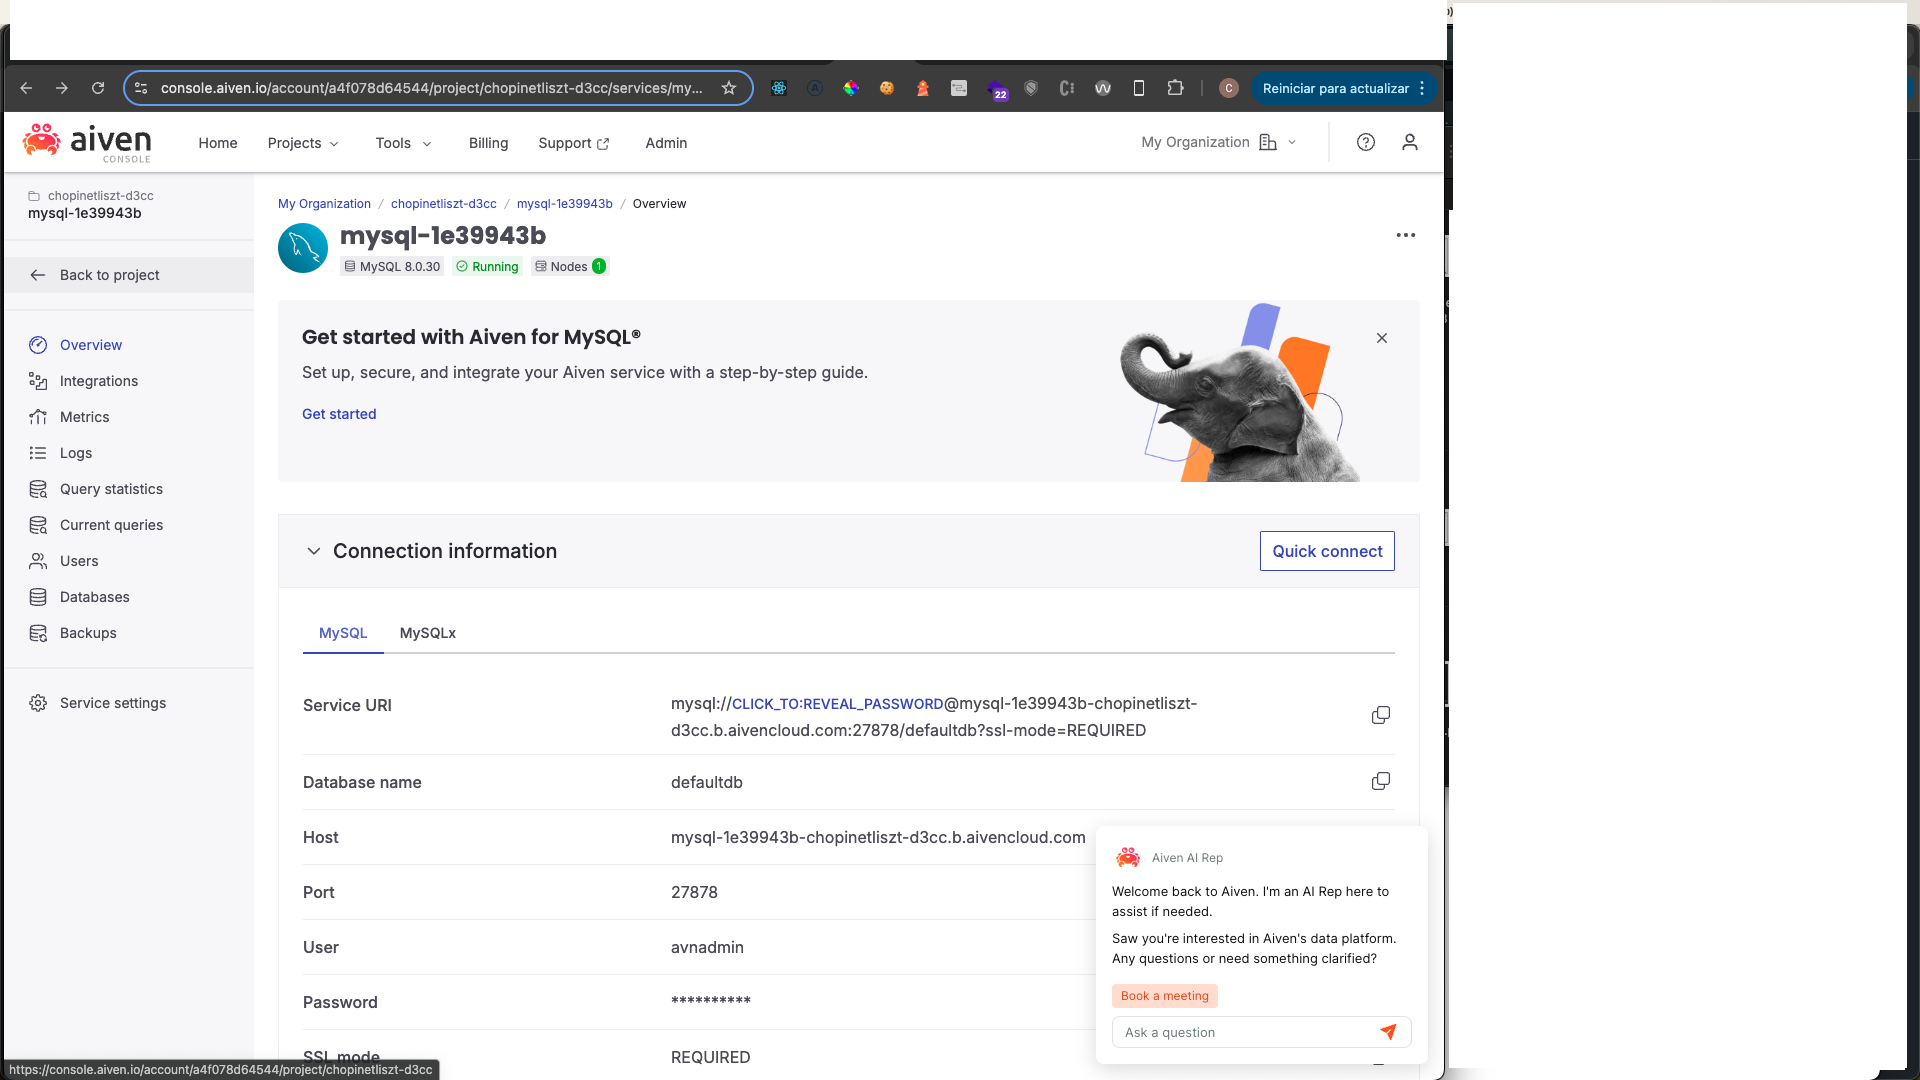 console.aiven.io/account/a4f078d64544/project/chopinetliszt-d3cc/services/my...
22
C
Reiniciar para actualizar
aiven
CONSOLE
Home
Projects
Tools
Billing
Support
Admin
My Organization
chopinetliszt-d3cc
mysql-1e39943b
Back to project
Overview
Integrations
Metrics
Logs
Query statistics
Current queries
Users
Databases
Backups
Service settings
My Organization / chopinetliszt-d3cc / mysql-1e39943b / Overview
mysql-1e39943b
MySQL 8.0.30
Running
Nodes 1
Get started with Aiven for MySQL®
Set up, secure, and integrate your Aiven service with a step-by-step guide.
Get started
Connection information
Quick connect
MySQL
MySQLx
Service URI
mysql://CLICK_TO:REVEAL_PASSWORD@mysql-1e39943b-chopinetliszt-
d3cc.b.aivencloud.com:27878/defaultdb?ssl-mode=REQUIRED
Database name
defaultdb
Host
mysql-1e39943b-chopinetliszt-d3cc.b.aivencloud.com
Port
27878
User
avnadmin
Password
**********
SSL mode
REQUIRED
Aiven AI Rep
Welcome back to Aiven. I'm an AI Rep here to
assist if needed.
Saw you're interested in Aiven's data platform.
Any questions or need something clarified?
Book a meeting
Ask a question
https://console.aiven.io/account/a4f078d64544/project/chopinetliszt-d3cc